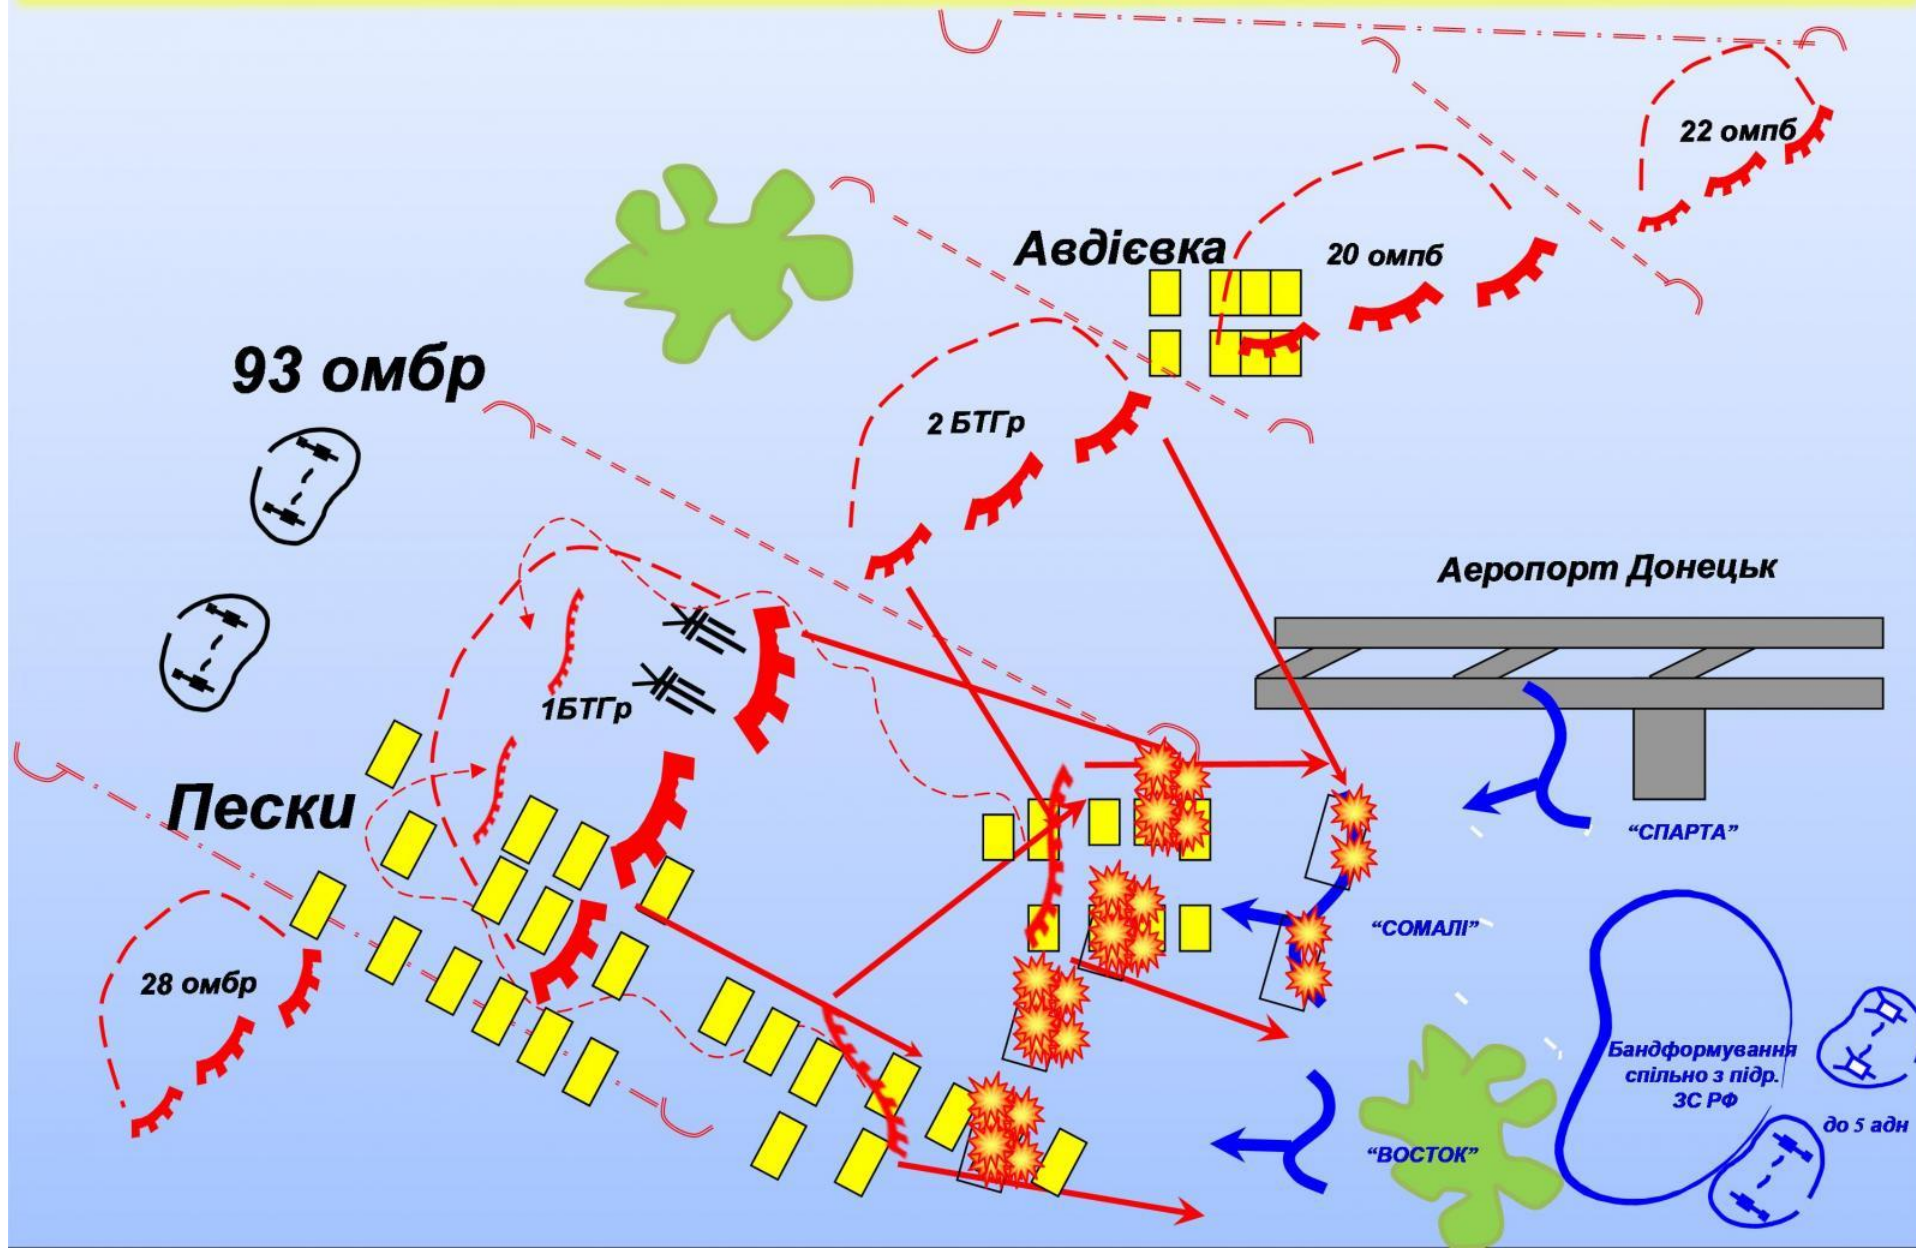 22 омпб
Авдієвка
20 омпб
93 омбр
2 БТГр
Аеропорт Донецьк
1БТГр
Пески
“СПАРТА”
“СОМАЛІ”
28 омбр
Бандформування
спільно з підр.
ЗС РФ
до 5 адн
“ВОСТОК”